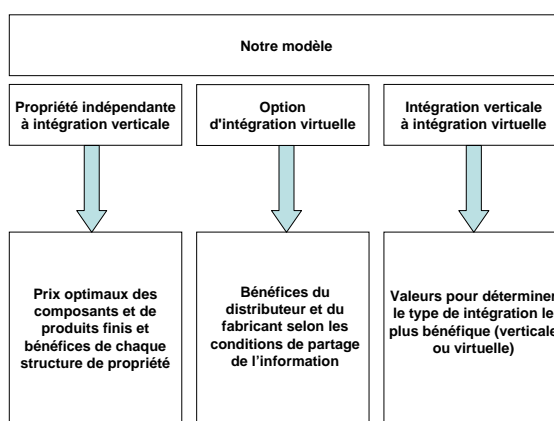 Notre modèle
Propriété indépendante
à intégration verticale
Option
d'intégration virtuelle
Intégration verticale
à intégration virtuelle
Prix optimaux des
composants et de
produits finis et
bénéfices de chaque
structure de propriété
Bénéfices du
distributeur et du
fabricant selon les
conditions de partage
de l'information
Valeurs pour déterminer
le type de intégration le
plus bénéfique (verticale
ou virtuelle)